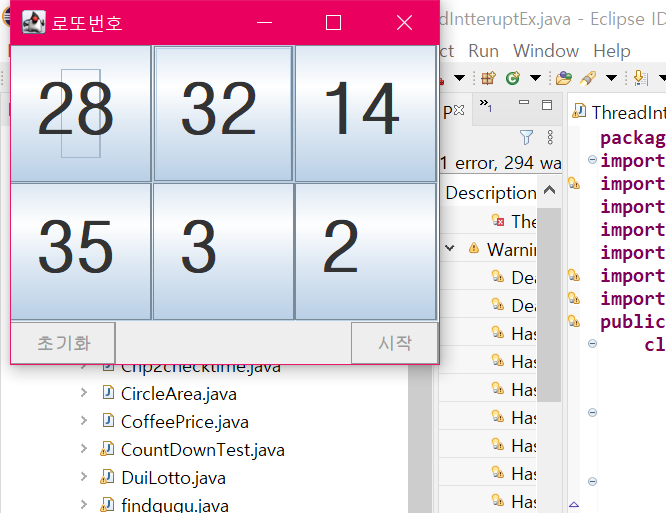 로또번호
28 32 14
35 3 2
초기화 시작
Chp2checktime.java
CircleArea.java
CoffeePrice.java
CountDownTest.java
DuiLotto.java
findgugu.java
dIntteruptEx.java - Eclipse ID
ct Run Window Help
P
»1
1 error, 294 wa
Description
The
Warnin
Dea
Dea
Has
Has
Has
Has
Has
Has
Has
ThreadInt
packag
import
import
import
import
import
import
import
public
cl